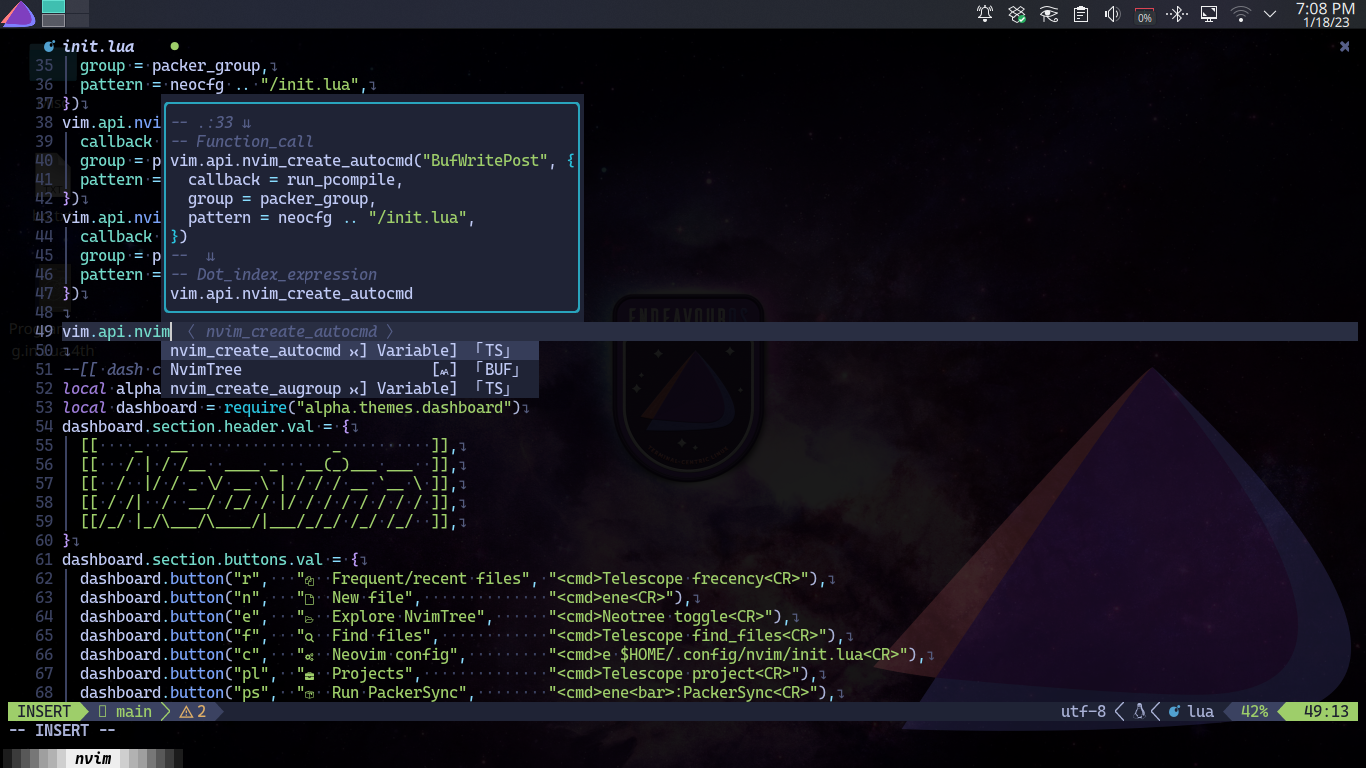 7:08 PM
0%
1/18/23
init.lua
35 group = packer_group,
36 pattern = neocfg .. "/init.lua",
37 })
38 vim.api.nvi
39 callback
40 group = p
41 pattern =
42 })
43 vim.api.nvi
44 callback
45 group = p
46 pattern =
47 })
48
-- .:33 ⇊
-- Function_call
vim.api.nvim_create_autocmd("BufWritePost", {
callback = run_pcompile,
group = packer_group,
pattern = neocfg .. "/init.lua",
})
-- ⇊
-- Dot_index_expression
vim.api.nvim_create_autocmd
ENDEAVOUR
49 vim.api.nvim 〈 nvim_create_autocmd 〉
50
nvim_create_autocmd ] Variable] 「TS」
NvimTree [ ] 「BUF」
nvim_create_augroup ] Variable] 「TS」
51 --[[ dash c
52 local alpha
53 local dashboard = require("alpha.themes.dashboard")
54 dashboard.section.header.val = {
55 [[    _   __                _          ]],
56 [[   / | / /__  ____ _   __(_)___ ___  ]],
57 [[  /  |/ / _ \/ __ \ | / / / __ `__ \ ]],
58 [[ / /|  /  __/ /_/ / |/ / / / / / / / ]],
59 [[/_/ |_/\___/\____/|___/_/_/ /_/ /_/  ]],
60 }
61 dashboard.section.buttons.val = {
62 dashboard.button("r", " Frequent/recent files", "<cmd>Telescope frecency<CR>"),
63 dashboard.button("n", " New file", "<cmd>ene<CR>"),
64 dashboard.button("e", " Explore NvimTree", "<cmd>Neotree toggle<CR>"),
65 dashboard.button("f", " Find files", "<cmd>Telescope find_files<CR>"),
66 dashboard.button("c", " Neovim config", "<cmd>e $HOME/.config/nvim/init.lua<CR>"),
67 dashboard.button("pl", " Projects", "<cmd>Telescope project<CR>"),
68 dashboard.button("ps", " Run PackerSync", "<cmd>ene<bar>:PackerSync<CR>"),
INSERT main 2 utf-8 lua 42% 49:13
-- INSERT --
nvim